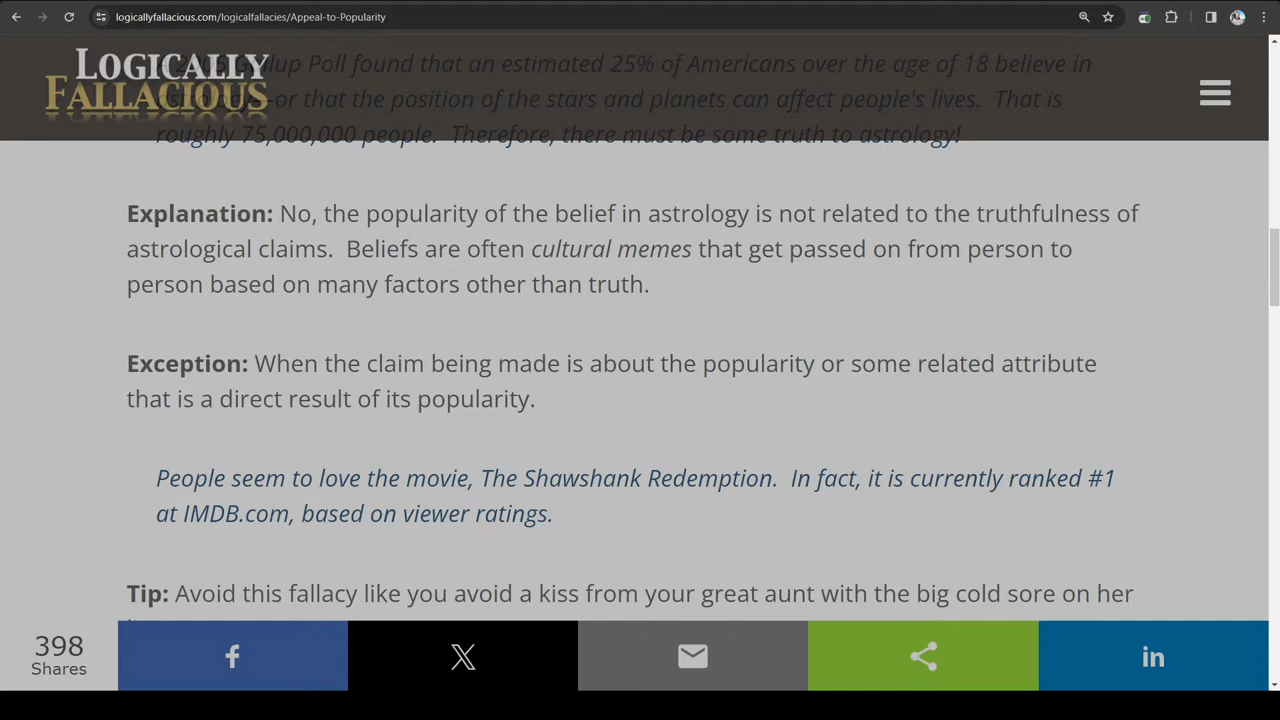 logicallyfallacious.com/logicalfallacies/Appeal-to-Popularity
LOGICALLY
FALLACIOUS
Poll found that an estimated 25% of Americans over the age of 18 believe in
or that the position of the stars and planets can affect people's lives. That is
roughly 75,000,000 people. Therefore, there must be some truth to astrology!
Explanation: No, the popularity of the belief in astrology is not related to the truthfulness of
astrological claims. Beliefs are often cultural memes that get passed on from person to
person based on many factors other than truth.
Exception: When the claim being made is about the popularity or some related attribute
that is a direct result of its popularity.
People seem to love the movie, The Shawshank Redemption. In fact, it is currently ranked #1
at IMDB.com, based on viewer ratings.
Tip: Avoid this fallacy like you avoid a kiss from your great aunt with the big cold sore on her
398
Shares